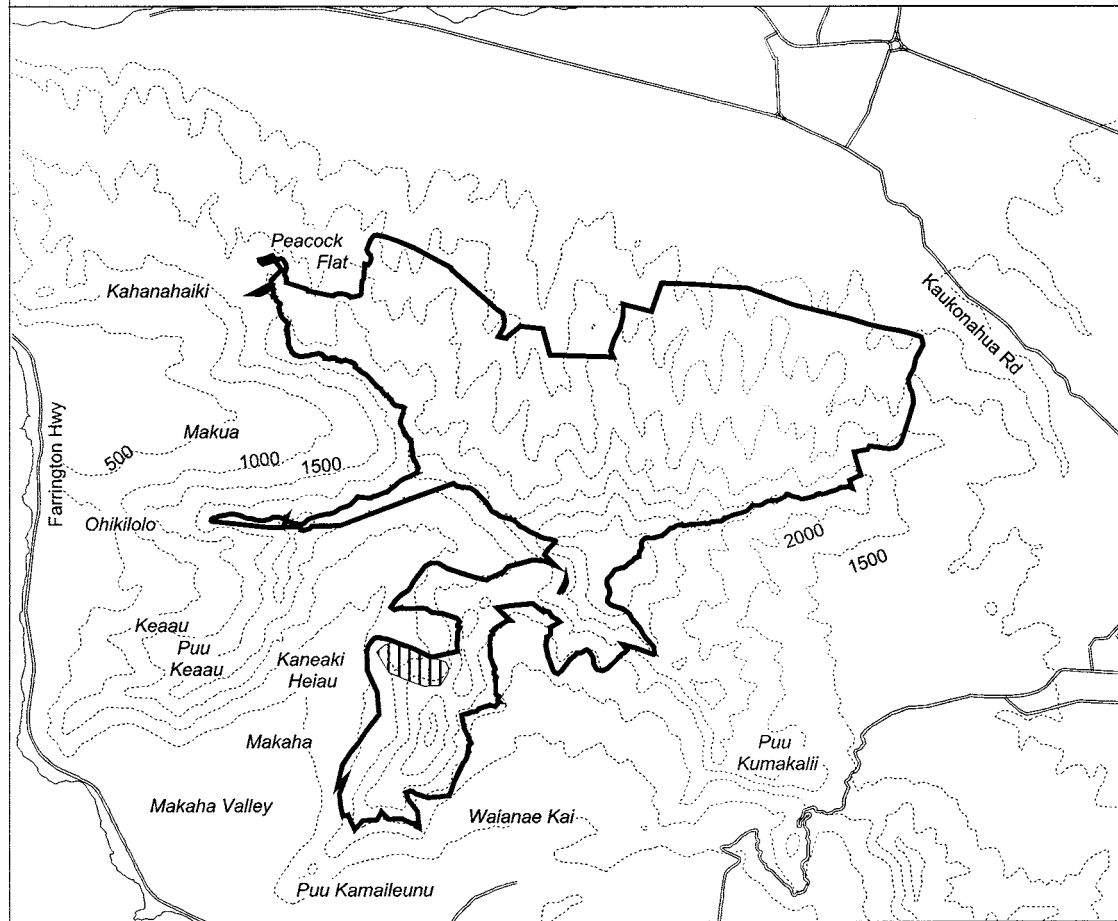 Peacock
Flat
Kahanahaiki
Kaukonahua Rd
Farrington Hwy
Makua
500
1000
1500
Ohikilolo
2000
1500
Keaau
Puu
Keaau
Kaneaki
Heiau
Makaha
Puu
Kumakalii
Makaha Valley
Waianae Kai
Puu Kamaileunu